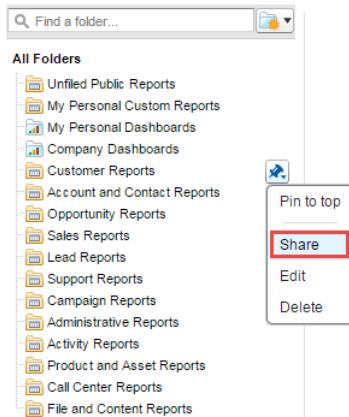 Find a folder...
All Folders
Unfiled Public Reports
My Personal Custom Reports
My Personal Dashboards
Company Dashboards
Customer Reports
Account and Contact Reports
Opportunity Reports
Sales Reports
Lead Reports
Support Reports
Campaign Reports
Administrative Reports
Activity Reports
Product and Asset Reports
Call Center Reports
File and Content Reports
Pin to top
Share
Edit
Delete